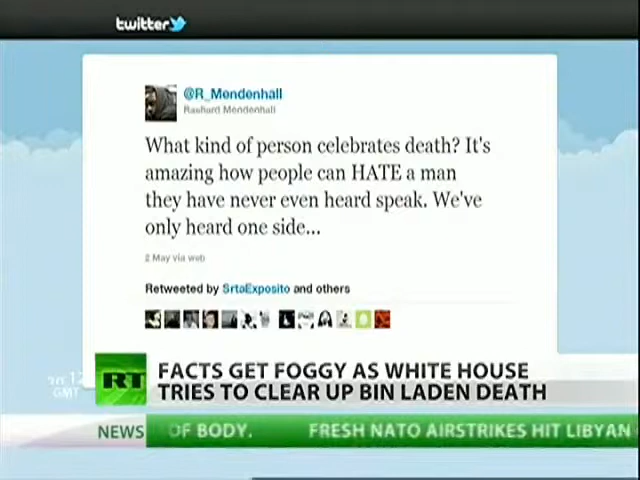 twitter
@R_Mendenhall
Rashard Mendenhall
What kind of person celebrates death? It's
amazing how people can HATE a man
they have never even heard speak. We've
only heard one side...
2 May via web
Retweeted by SrtaExposito and others
RT
FACTS GET FOGGY AS WHITE HOUSE
TRIES TO CLEAR UP BIN LADEN DEATH
GMT
NEWS OF BODY. FRESH NATO AIRSTRIKES HIT LIBYAN